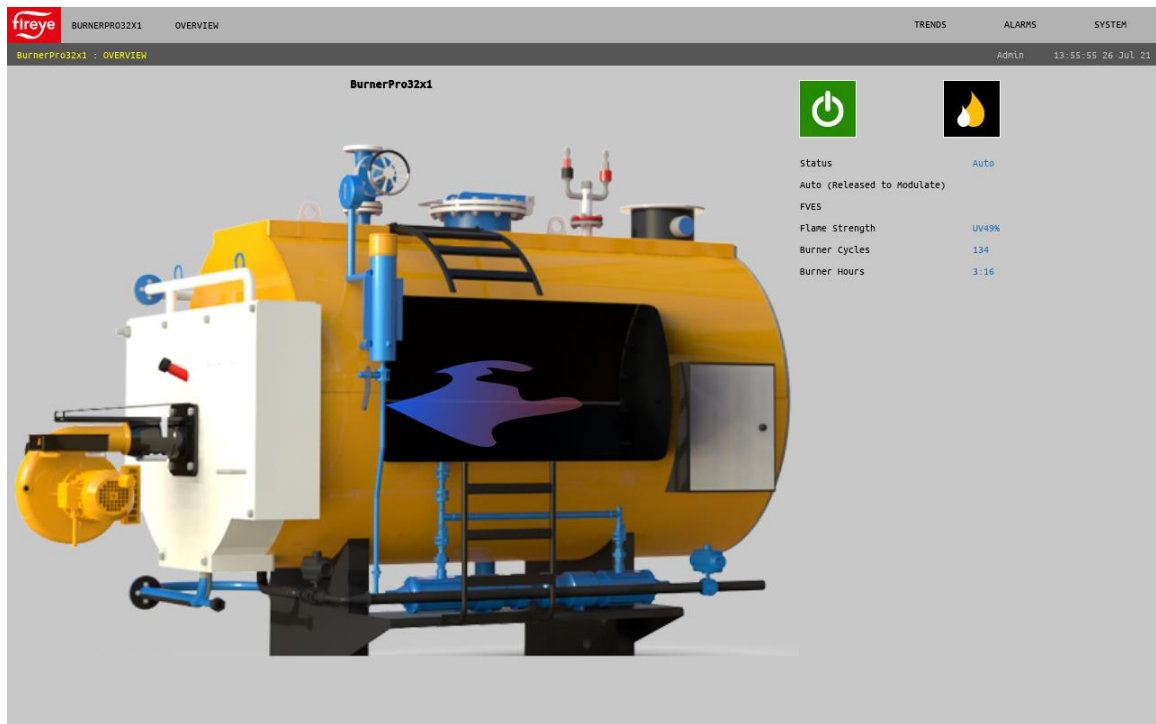 fireye BURNERPRO32X1 OVERVIEW TRENDS ALARMS SYSTEM
BurnerPro32x1 : OVERVIEW Admin 13:55:55 26 Jul 21
BurnerPro32x1
Status Auto
Auto (Released to Modulate)
FVES
Flame Strength UV49%
Burner Cycles 134
Burner Hours 3:16